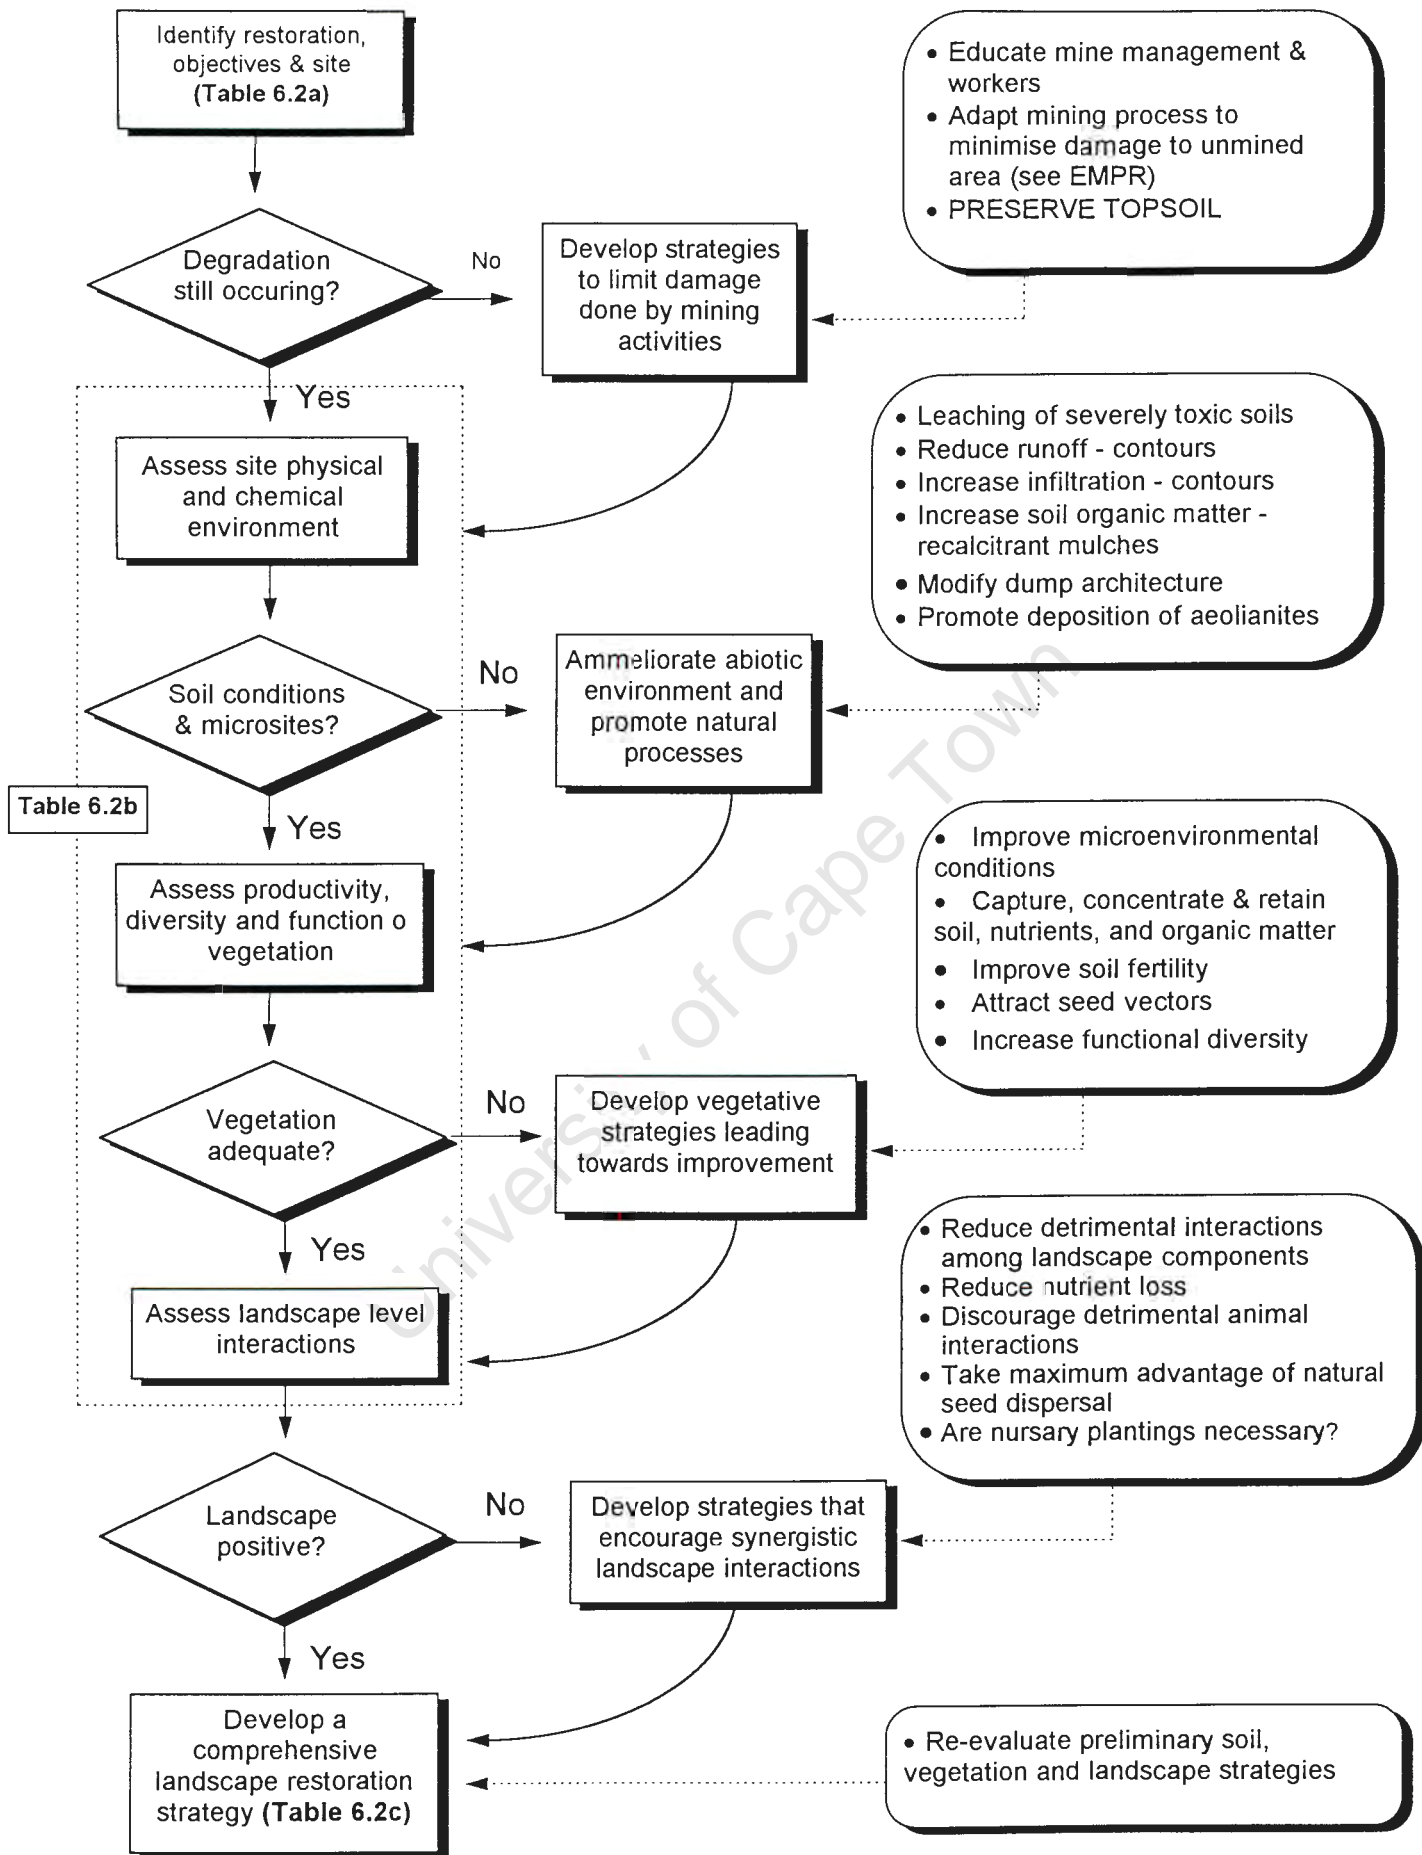 Identify restoration,
objectives & site
(Table 6.2a)
• Educate mine management &
workers
• Adapt mining process to
minimise damage to unmined
area (see EMPR)
• PRESERVE TOPSOIL
Degradation
still occuring?
No
Develop strategies
to limit damage
done by mining
activities
Yes
Assess site physical
and chemical
environment
• Leaching of severely toxic soils
• Reduce runoff - contours
• Increase infiltration - contours
• Increase soil organic matter -
recalcitrant mulches
• Modify dump architecture
• Promote deposition of aeolianites
Soil conditions
& microsites?
No
Ammeliorate abiotic
environment and
promote natural
processes
Table 6.2b
Yes
Assess productivity,
diversity and function o
vegetation
• Improve microenvironmental
conditions
• Capture, concentrate & retain
soil, nutrients, and organic matter
• Improve soil fertility
• Attract seed vectors
• Increase functional diversity
Vegetation
adequate?
No
Develop vegetative
strategies leading
towards improvement
Yes
Assess landscape level
interactions
• Reduce detrimental interactions
among landscape components
• Reduce nutrient loss
• Discourage detrimental animal
interactions
• Take maximum advantage of natural
seed dispersal
• Are nursary plantings necessary?
Landscape
positive?
No
Develop strategies that
encourage synergistic
landscape interactions
Yes
Develop a
comprehensive
landscape restoration
strategy (Table 6.2c)
• Re-evaluate preliminary soil,
vegetation and landscape strategies
University of Cape Town